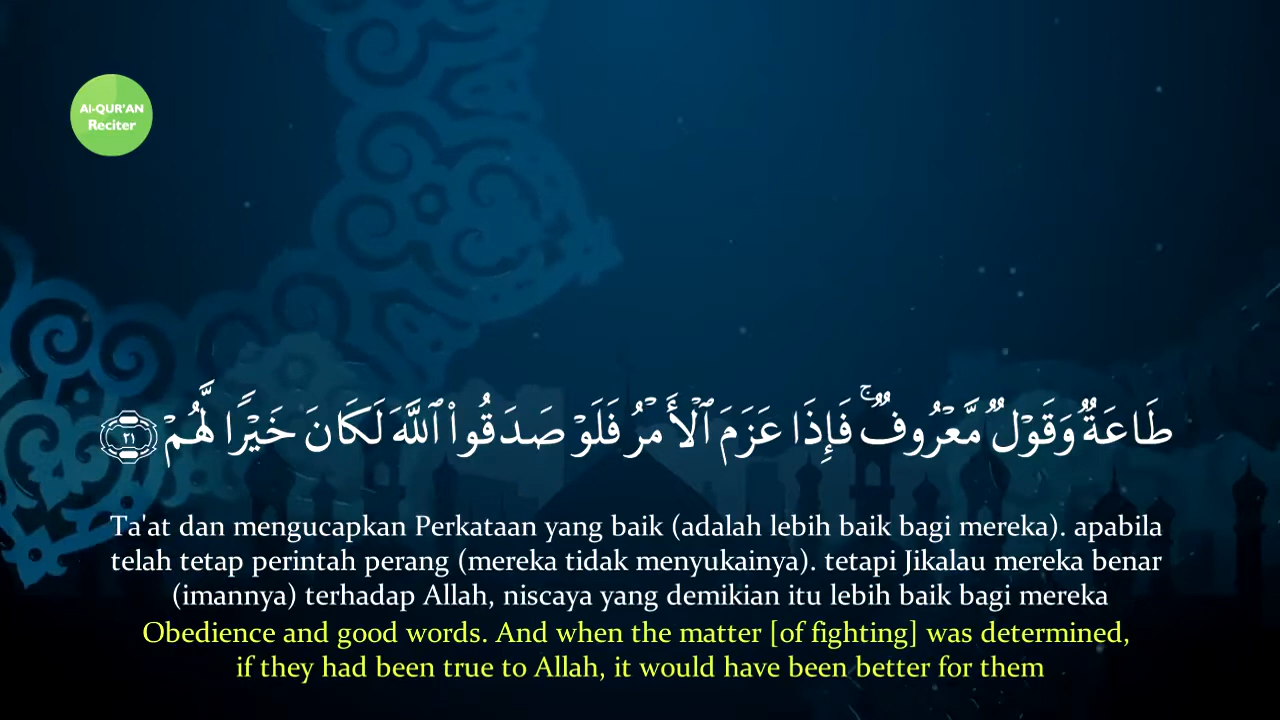 Al-QUR'AN
Reciter
طَاعَةٌ وَقَوْلٌ مَّعْرُوفٌ ۚ فَإِذَا عَزَمَ ٱلْأَمْرُ فَلَوْ صَدَقُوا۟ ٱللَّهَ لَكَانَ خَيْرًا لَّهُمْ ٢١
Ta'at dan mengucapkan Perkataan yang baik (adalah lebih baik bagi mereka). apabila
telah tetap perintah perang (mereka tidak menyukainya). tetapi Jikalau mereka benar
(imannya) terhadap Allah, niscaya yang demikian itu lebih baik bagi mereka
Obedience and good words. And when the matter [of fighting] was determined,
if they had been true to Allah, it would have been better for them